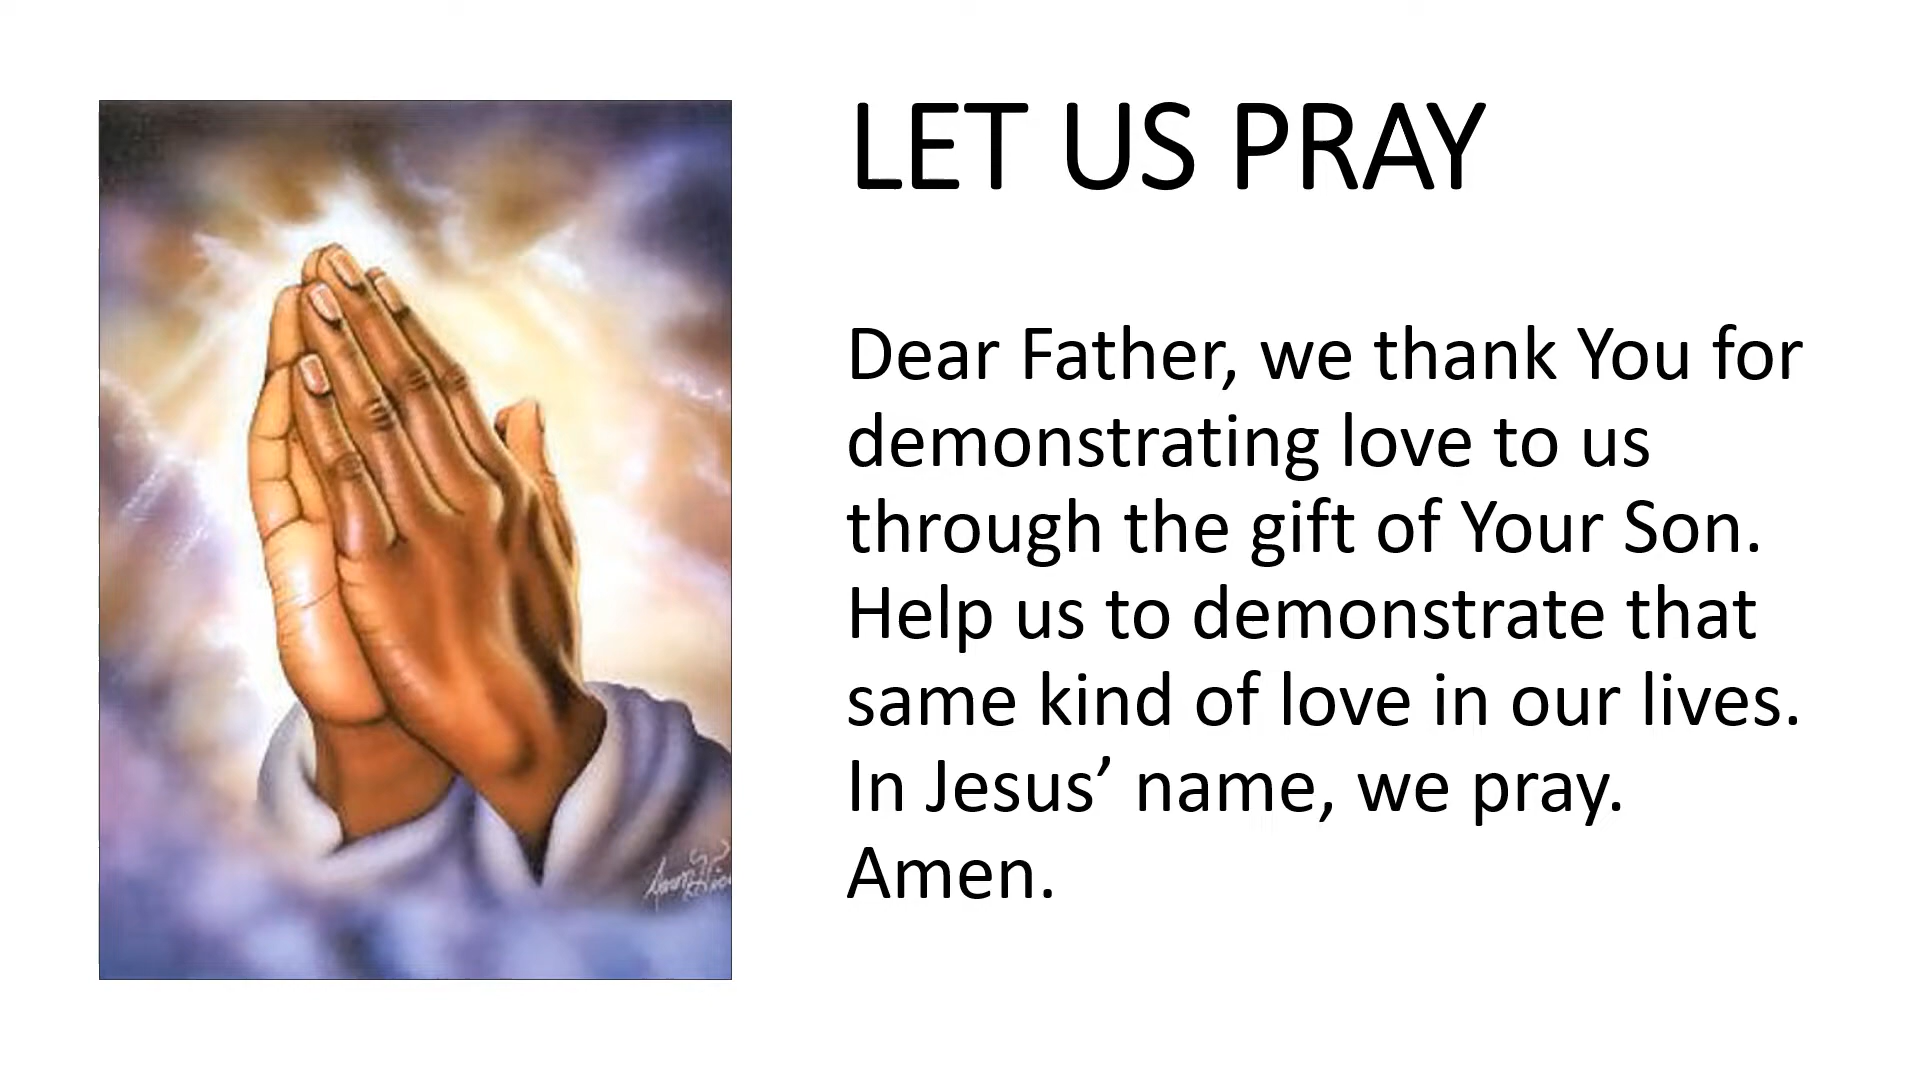 LET US PRAY
Dear Father, we thank You for
demonstrating love to us
through the gift of Your Son.
Help us to demonstrate that
same kind of love in our lives.
In Jesus’ name, we pray.
Amen.